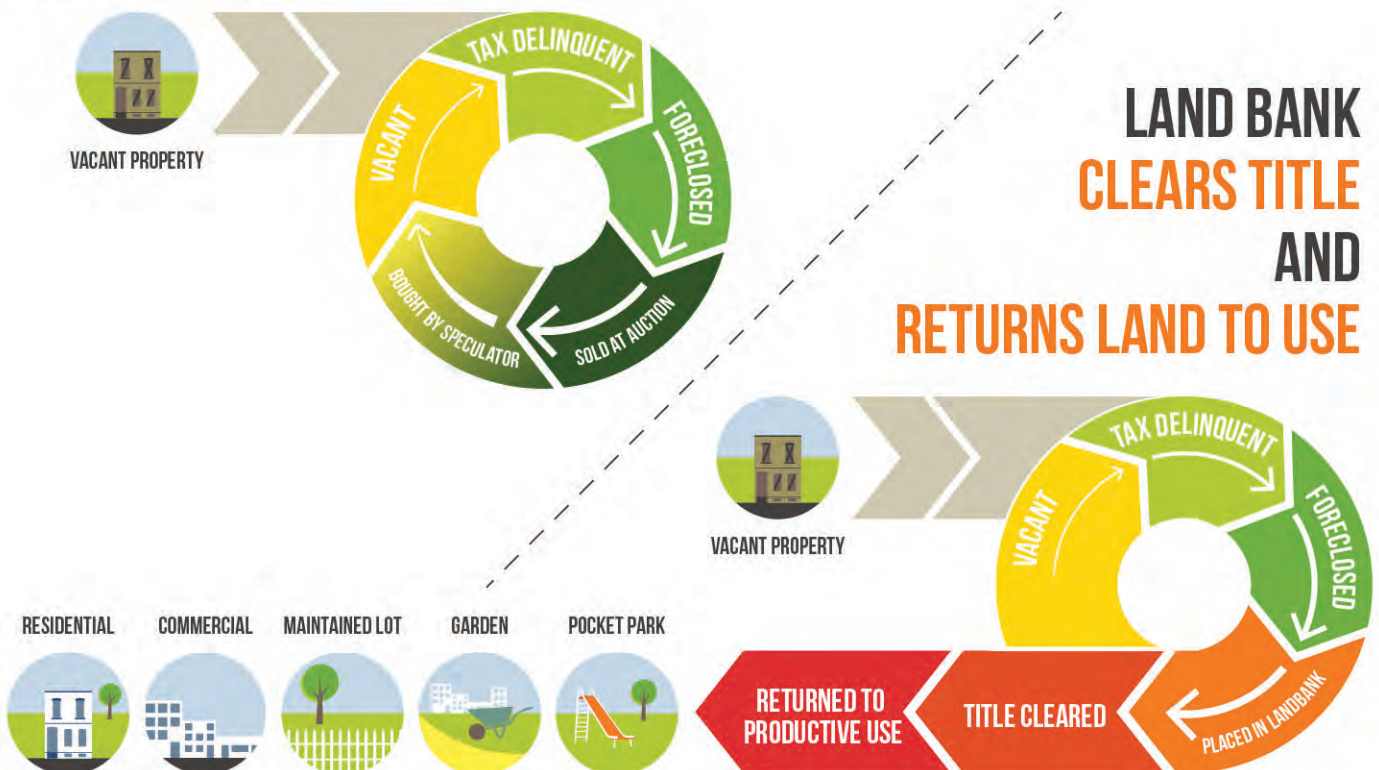 VACANT PROPERTY
TAX DELINQUENT
FORECLOSED
SOLD AT AUCTION
BOUGHT BY SPECULATOR
VACANT
LAND BANK
CLEARS TITLE
AND
RETURNS LAND TO USE
VACANT PROPERTY
TAX DELINQUENT
FORECLOSED
PLACED IN LANDBANK
VACANT
TITLE CLEARED
RETURNED TO
PRODUCTIVE USE
RESIDENTIAL
COMMERCIAL
MAINTAINED LOT
GARDEN
POCKET PARK